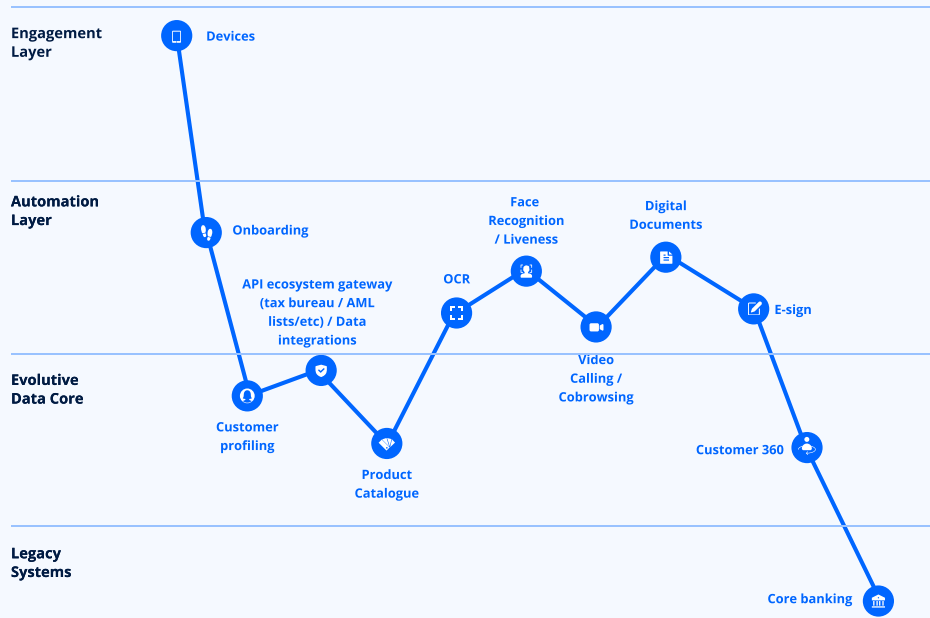 Engagement
Layer
Devices
Automation
Layer
Onboarding
API ecosystem gateway
(tax bureau / AML
lists/etc) / Data
integrations
OCR
Face
Recognition
/ Liveness
Digital
Documents
E-sign
Video
Calling /
Cobrowsing
Evolutive
Data Core
Customer
profiling
Product
Catalogue
Customer 360
Legacy
Systems
Core banking